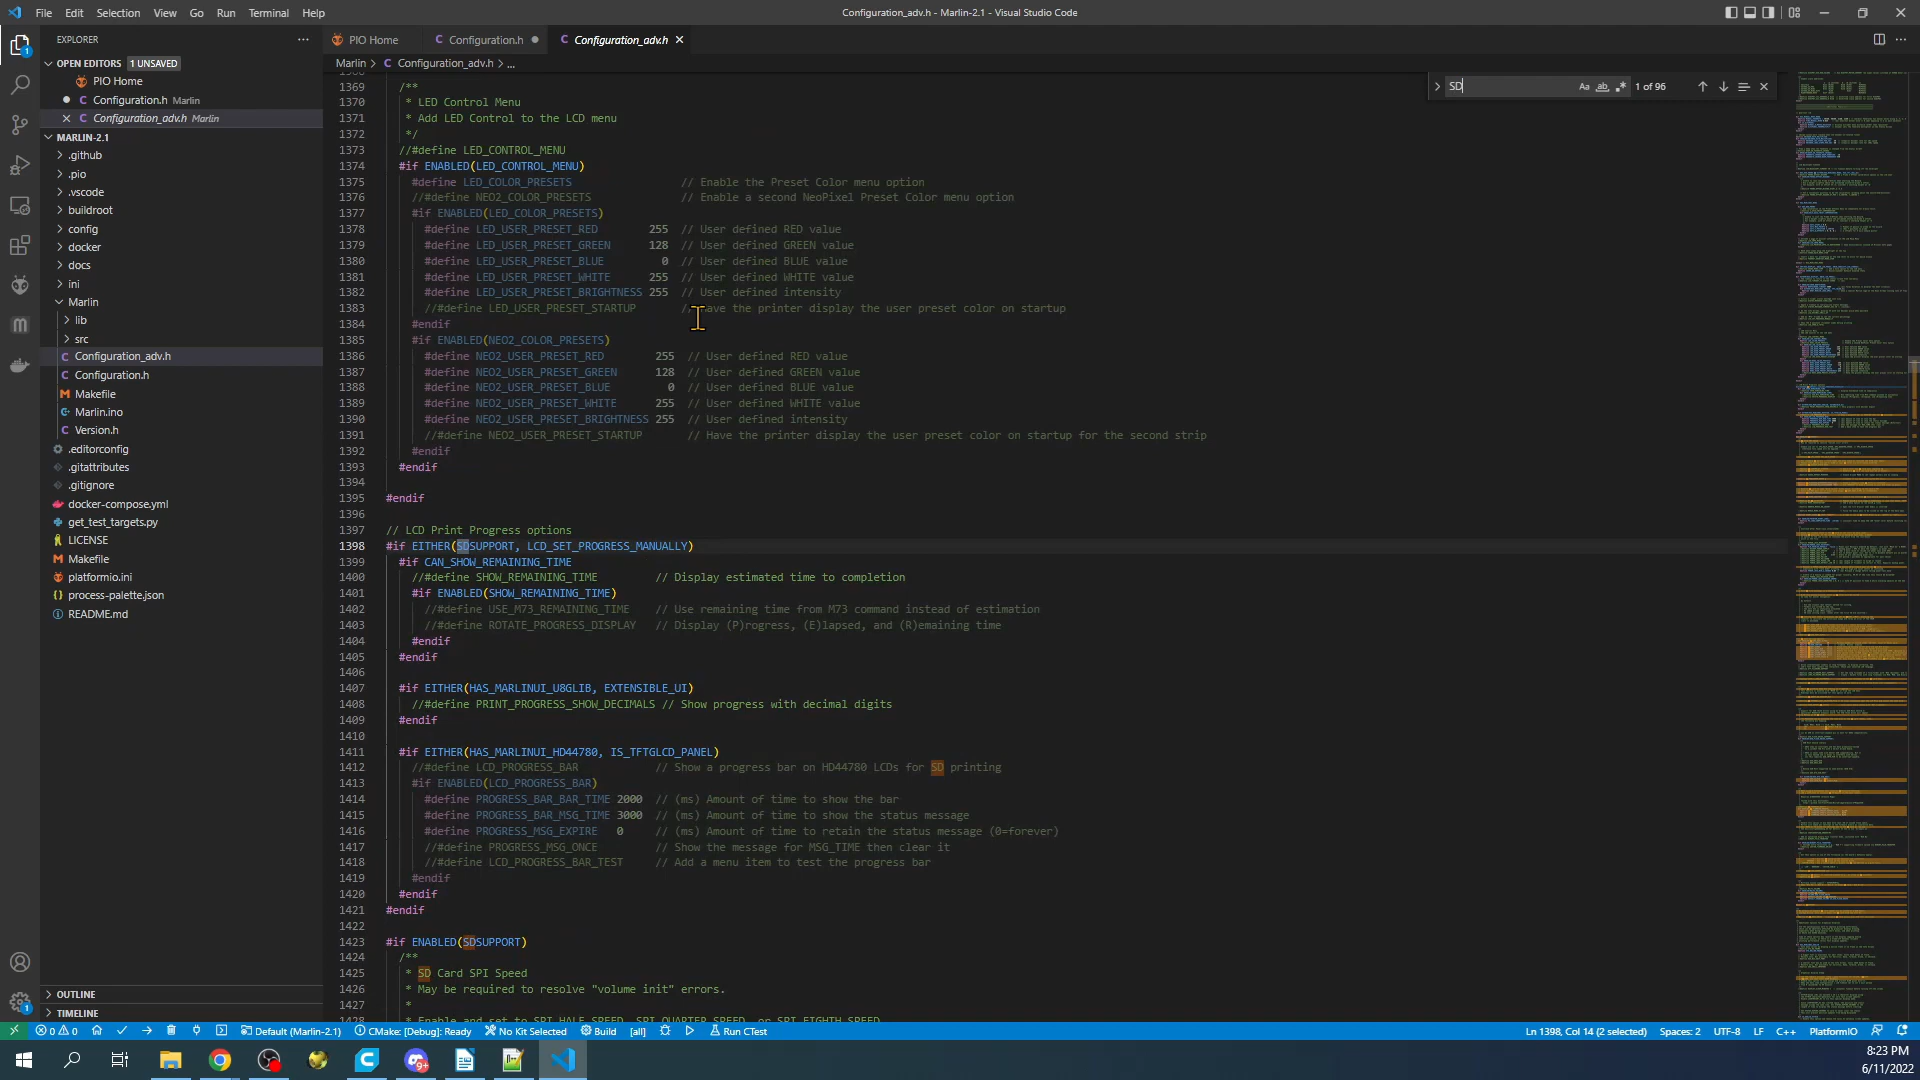 File Edit Selection View Go Run Terminal Help
Configuration_adv.h - Marlin-2.1 - Visual Studio Code
EXPLORER
PIO Home
Configuration.h
Configuration_adv.h
OPEN EDITORS 1 UNSAVED
PIO Home
Configuration.h Marlin
Configuration_adv.h Marlin
MARLIN-2.1
.github
.pio
.vscode
buildroot
config
docker
docs
ini
Marlin
lib
src
Configuration_adv.h
Configuration.h
Makefile
Marlin.ino
Version.h
.editorconfig
.gitattributes
.gitignore
docker-compose.yml
get_test_targets.py
LICENSE
Makefile
platformio.ini
process-palette.json
README.md
OUTLINE
TIMELINE
Marlin > Configuration_adv.h > ...
SD
Aa ab 1 of 96
1369 /**
1370 * LED Control Menu
1371 * Add LED Control to the LCD menu
1372 */
1373 //#define LED_CONTROL_MENU
1374 #if ENABLED(LED_CONTROL_MENU)
1375 #define LED_COLOR_PRESETS // Enable the Preset Color menu option
1376 //#define NEO2_COLOR_PRESETS // Enable a second NeoPixel Preset Color menu option
1377 #if ENABLED(LED_COLOR_PRESETS)
1378 #define LED_USER_PRESET_RED 255 // User defined RED value
1379 #define LED_USER_PRESET_GREEN 128 // User defined GREEN value
1380 #define LED_USER_PRESET_BLUE 0 // User defined BLUE value
1381 #define LED_USER_PRESET_WHITE 255 // User defined WHITE value
1382 #define LED_USER_PRESET_BRIGHTNESS 255 // User defined intensity
1383 //#define LED_USER_PRESET_STARTUP // Have the printer display the user preset color on startup
1384 #endif
1385 #if ENABLED(NEO2_COLOR_PRESETS)
1386 #define NEO2_USER_PRESET_RED 255 // User defined RED value
1387 #define NEO2_USER_PRESET_GREEN 128 // User defined GREEN value
1388 #define NEO2_USER_PRESET_BLUE 0 // User defined BLUE value
1389 #define NEO2_USER_PRESET_WHITE 255 // User defined WHITE value
1390 #define NEO2_USER_PRESET_BRIGHTNESS 255 // User defined intensity
1391 //#define NEO2_USER_PRESET_STARTUP // Have the printer display the user preset color on startup for the second strip
1392 #endif
1393 #endif
1394
1395 #endif
1396
1397 // LCD Print Progress options
1398 #if EITHER(SDSUPPORT, LCD_SET_PROGRESS_MANUALLY)
1399 #if CAN_SHOW_REMAINING_TIME
1400 //#define SHOW_REMAINING_TIME // Display estimated time to completion
1401 #if ENABLED(SHOW_REMAINING_TIME)
1402 //#define USE_M73_REMAINING_TIME // Use remaining time from M73 command instead of estimation
1403 //#define ROTATE_PROGRESS_DISPLAY // Display (P)rogress, (E)lapsed, and (R)emaining time
1404 #endif
1405 #endif
1406
1407 #if EITHER(HAS_MARLINUI_U8GLIB, EXTENSIBLE_UI)
1408 //#define PRINT_PROGRESS_SHOW_DECIMALS // Show progress with decimal digits
1409 #endif
1410
1411 #if EITHER(HAS_MARLINUI_HD44780, IS_TFTGLCD_PANEL)
1412 //#define LCD_PROGRESS_BAR // Show a progress bar on HD44780 LCDs for SD printing
1413 #if ENABLED(LCD_PROGRESS_BAR)
1414 #define PROGRESS_BAR_BAR_TIME 2000 // (ms) Amount of time to show the bar
1415 #define PROGRESS_BAR_MSG_TIME 3000 // (ms) Amount of time to show the status message
1416 #define PROGRESS_MSG_EXPIRE 0 // (ms) Amount of time to retain the status message (0=forever)
1417 //#define PROGRESS_MSG_ONCE // Show the message for MSG_TIME then clear it
1418 //#define LCD_PROGRESS_BAR_TEST // Add a menu item to test the progress bar
1419 #endif
1420 #endif
1421 #endif
1422
1423 #if ENABLED(SDSUPPORT)
1424 /**
1425 * SD Card SPI Speed
1426 * May be required to resolve "volume init" errors.
1427 *
1428 * Enable and set to SPI_HALF_SPEED, SPI_QUARTER_SPEED, or SPI_EIGHTH_SPEED
0 0 Default (Marlin-2.1) CMake: [Debug]: Ready No Kit Selected Build [all] Run CTest
Ln 1398, Col 14 (2 selected) Spaces: 2 UTF-8 LF C++ PlatformIO
8:23 PM
6/11/2022